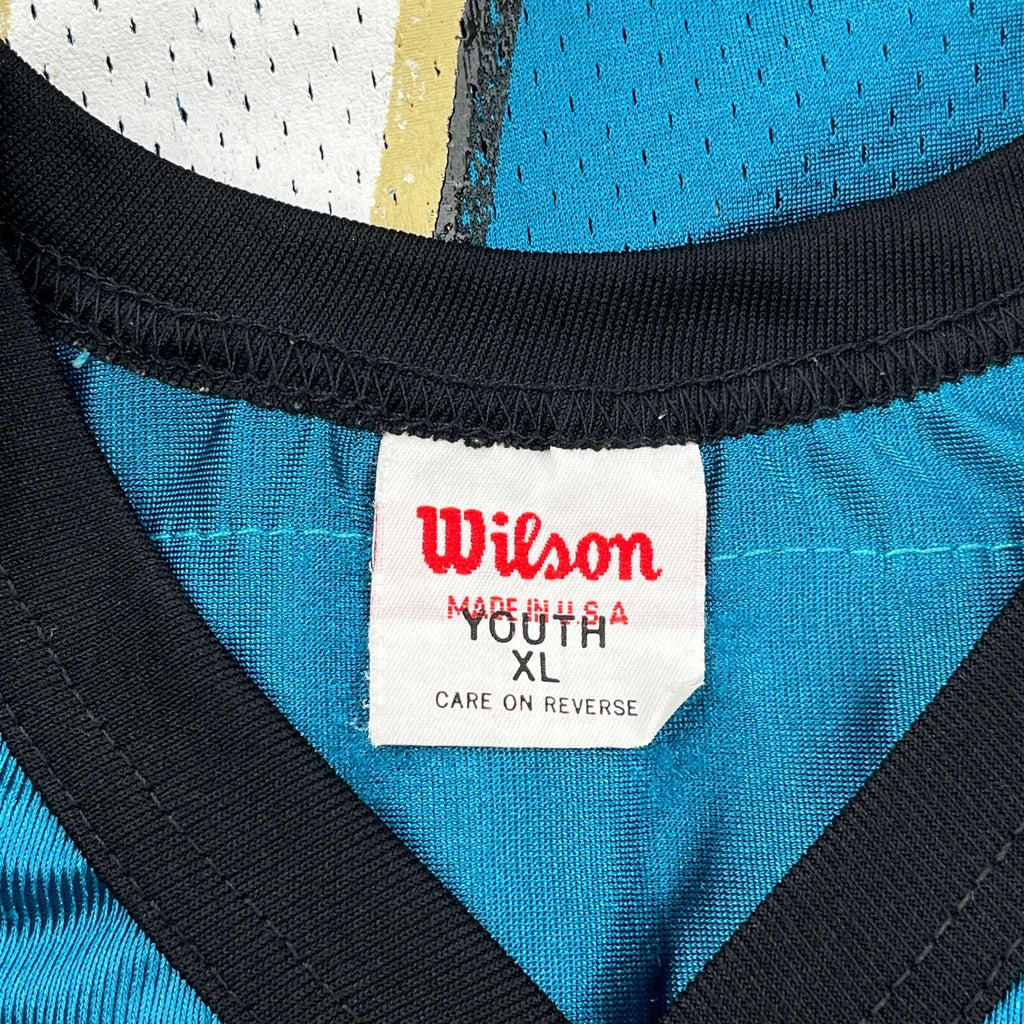 Wilson
MADE IN U.S.A
YOUTH
XL
CARE ON REVERSE